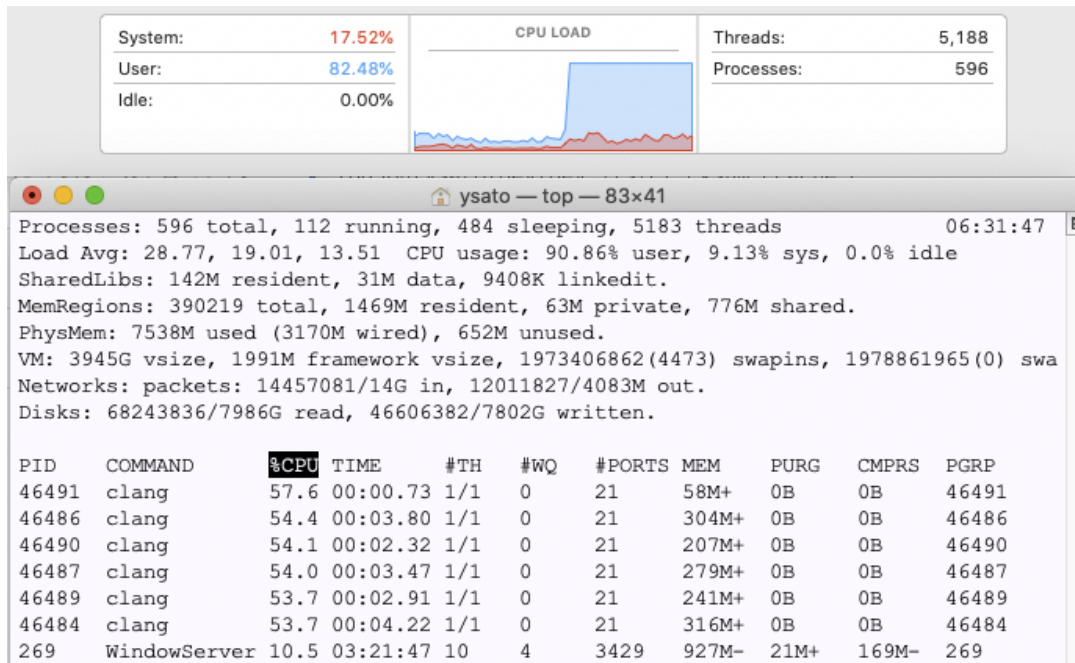 System: 17.52%
User: 82.48%
Idle: 0.00%
CPU LOAD
Threads: 5,188
Processes: 596
ysato — top — 83×41
Processes: 596 total, 112 running, 484 sleeping, 5183 threads 06:31:47
Load Avg: 28.77, 19.01, 13.51 CPU usage: 90.86% user, 9.13% sys, 0.0% idle
SharedLibs: 142M resident, 31M data, 9408K linkedit.
MemRegions: 390219 total, 1469M resident, 63M private, 776M shared.
PhysMem: 7538M used (3170M wired), 652M unused.
VM: 3945G vsize, 1991M framework vsize, 1973406862(4473) swapins, 1978861965(0) swa
Networks: packets: 14457081/14G in, 12011827/4083M out.
Disks: 68243836/7986G read, 46606382/7802G written.
PID COMMAND %CPU TIME #TH #WQ #PORTS MEM PURG CMPRS PGRP
46491 clang 57.6 00:00.73 1/1 0 21 58M+ 0B 0B 46491
46486 clang 54.4 00:03.80 1/1 0 21 304M+ 0B 0B 46486
46490 clang 54.1 00:02.32 1/1 0 21 207M+ 0B 0B 46490
46487 clang 54.0 00:03.47 1/1 0 21 279M+ 0B 0B 46487
46489 clang 53.7 00:02.91 1/1 0 21 241M+ 0B 0B 46489
46484 clang 53.7 00:04.22 1/1 0 21 316M+ 0B 0B 46484
269 WindowServer 10.5 03:21:47 10 4 3429 927M- 21M+ 169M- 269